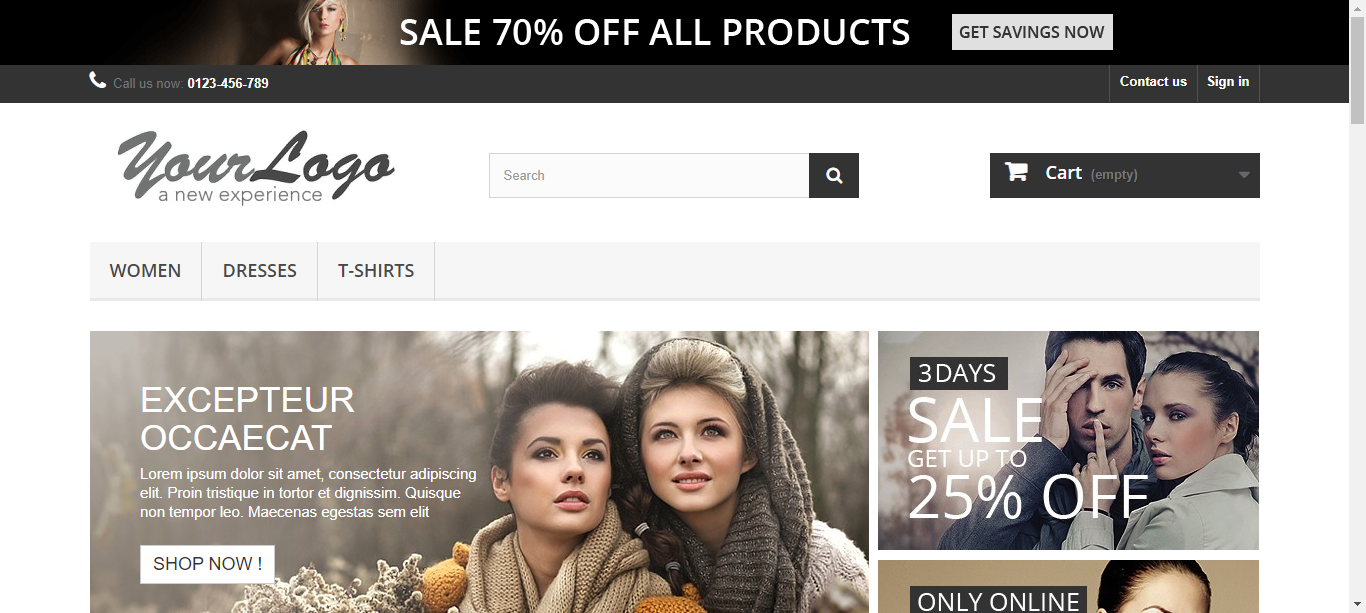 SALE 70% OFF ALL PRODUCTS
GET SAVINGS NOW
Call us now: 0123-456-789
Contact us
Sign in
YourLogo
a new experience
Search
Cart (empty)
WOMEN
DRESSES
T-SHIRTS
EXCEPTEUR
OCCAECAT
Lorem ipsum dolor sit amet, consectetur adipiscing
elit. Proin tristique in tortor et dignissim. Quisque
non tempor leo. Maecenas egestas sem elit
SHOP NOW !
3 DAYS
SALE
GET UP TO
25% OFF
ONLY ONLINE